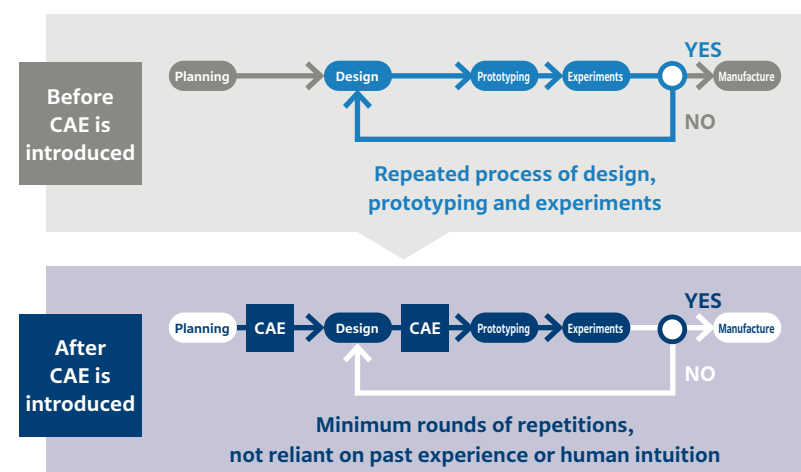 Before
CAE is
introduced
Planning
Design
Prototyping
Experiments
YES
Manufacture
NO
Repeated process of design,
prototyping and experiments
After
CAE is
introduced
Planning
CAE
Design
CAE
Prototyping
Experiments
YES
Manufacture
NO
Minimum rounds of repetitions,
not reliant on past experience or human intuition